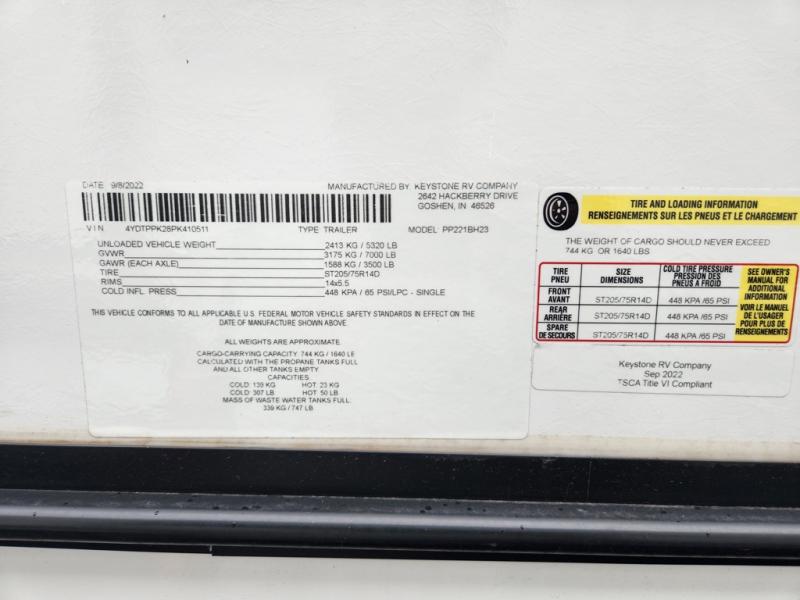 DATE 9/8/2022 MANUFACTURED BY KEYSTONE RV COMPANY
2642 HACKBERRY DRIVE
GOSHEN, IN 46526
VIN 4YDTPPK28PK410511 TYPE TRAILER MODEL PP221BH23
UNLOADED VEHICLE WEIGHT 2413 KG / 5320 LB
GVWR 3175 KG / 7000 LB
GAWR (EACH AXLE) 1588 KG / 3500 LB
TIRE ST205/75R14D
RIMS 14x5.5
COLD INFL. PRESS 448 KPA / 65 PSI/LPC - SINGLE
THIS VEHICLE CONFORMS TO ALL APPLICABLE U.S. FEDERAL MOTOR VEHICLE SAFETY STANDARDS IN EFFECT ON THE
DATE OF MANUFACTURE SHOWN ABOVE.
ALL WEIGHTS ARE APPROXIMATE.
CARGO-CARRYING CAPACITY: 744 KG / 1640 LB
CALCULATED WITH THE PROPANE TANKS FULL
AND ALL OTHER TANKS EMPTY
CAPACITIES
COLD: 139 KG HOT: 23 KG
COLD: 307 LB HOT: 50 LB
MASS OF WASTE WATER TANKS FULL:
339 KG / 747 LB
TIRE AND LOADING INFORMATION
RENSEIGNEMENTS SUR LES PNEUS ET LE CHARGEMENT
THE WEIGHT OF CARGO SHOULD NEVER EXCEED
744 KG OR 1640 LBS
TIRE
PNEU
SIZE
DIMENSIONS
COLD TIRE PRESSURE
PRESSION DES
PNEUS A FROID
FRONT
AVANT
ST205/75R14D
448 KPA /65 PSI
REAR
ARRIÈRE
ST205/75R14D
448 KPA /65 PSI
SPARE
DE SECOURS
ST205/75R14D
448 KPA /65 PSI
SEE OWNER'S
MANUAL FOR
ADDITIONAL
INFORMATION
VOIR LE MANUEL
DE L'USAGER
POUR PLUS DE
RENSEIGNEMENTS
Keystone RV Company
Sep 2022
TSCA Title VI Compliant